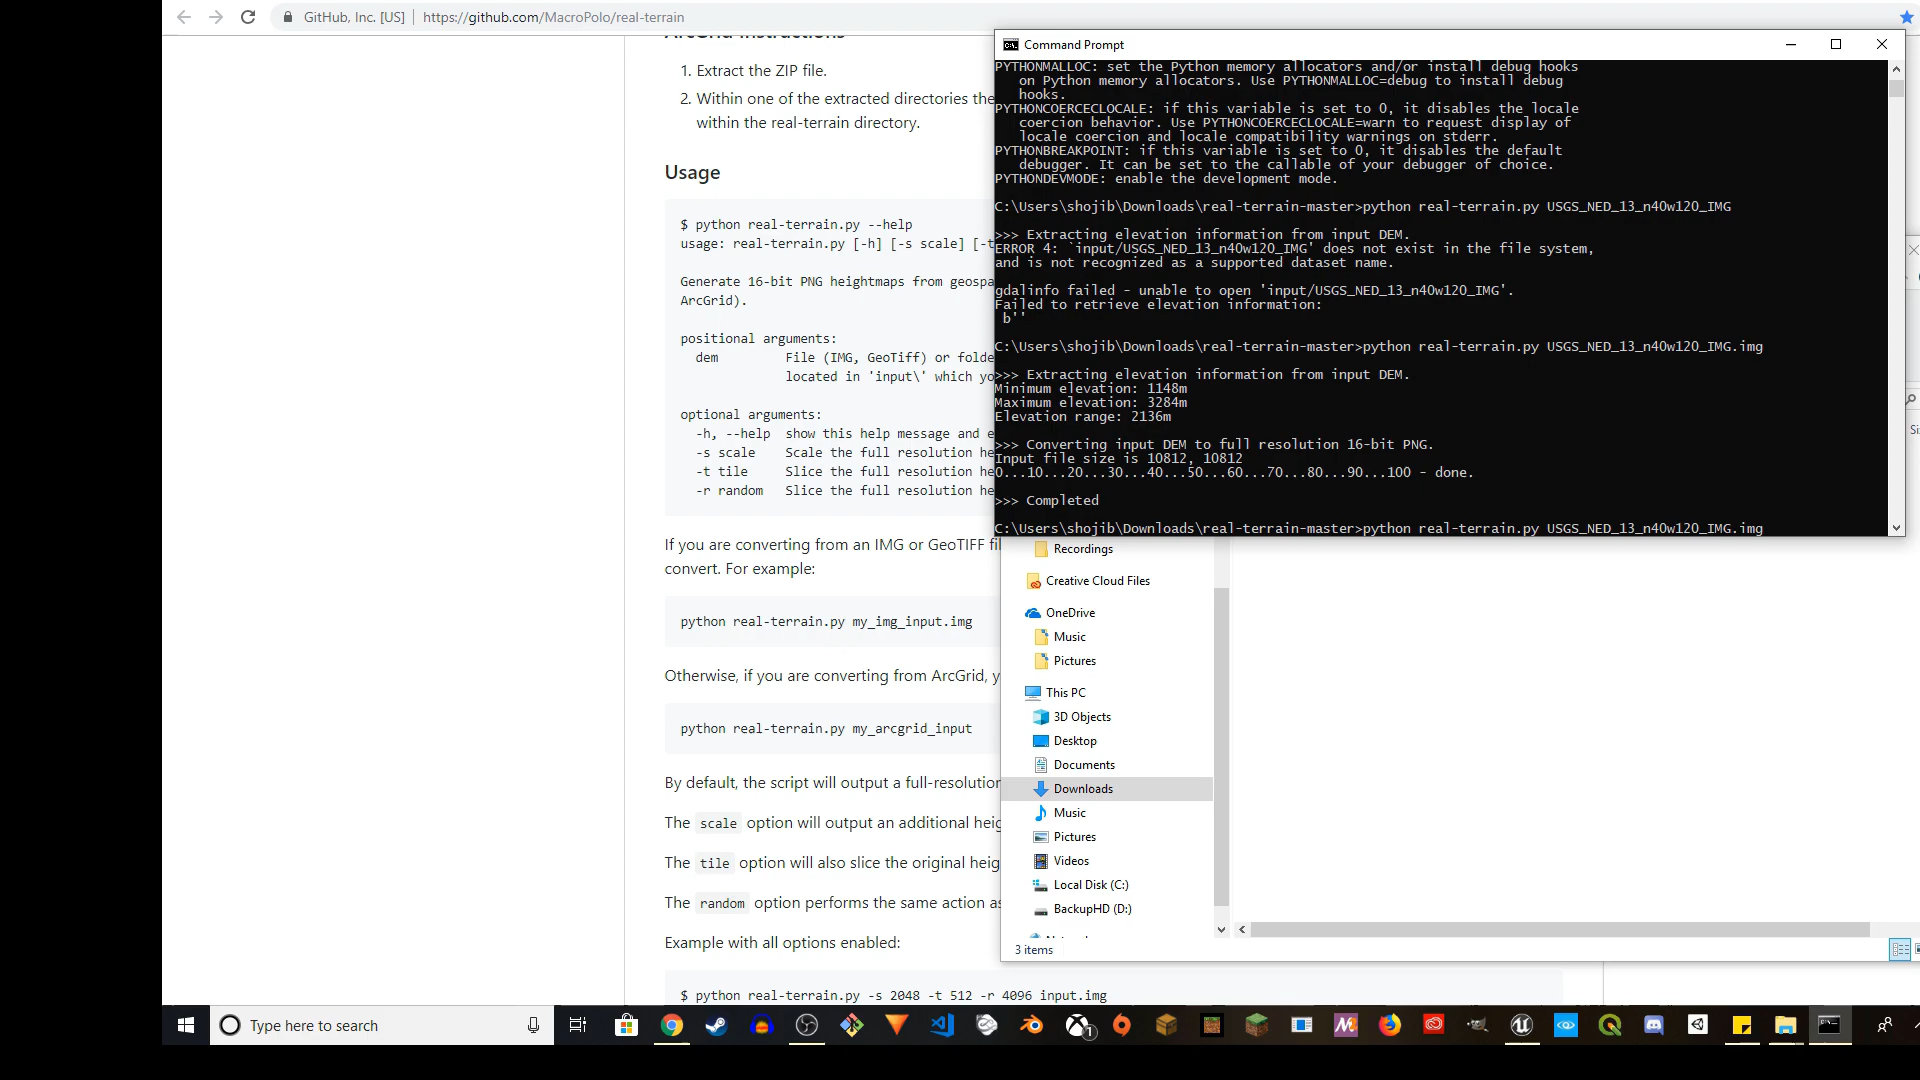 GitHub, Inc. [US] | https://github.com/MacroPolo/real-terrain
ArcGrid Instructions
1. Extract the ZIP file.
2. Within one of the extracted directories the
within the real-terrain directory.
Usage
$ python real-terrain.py --help
usage: real-terrain.py [-h] [-s scale] [-t
Generate 16-bit PNG heightmaps from geospa
ArcGrid).
positional arguments:
dem File (IMG, GeoTiff) or folde
located in 'input\' which yo
optional arguments:
-h, --help show this help message and e
-s scale Scale the full resolution he
-t tile Slice the full resolution he
-r random Slice the full resolution he
If you are converting from an IMG or GeoTIFF fi
convert. For example:
python real-terrain.py my_img_input.img
Otherwise, if you are converting from ArcGrid, y
python real-terrain.py my_arcgrid_input
By default, the script will output a full-resolution
The scale option will output an additional heig
The tile option will also slice the original heig
The random option performs the same action as
Example with all options enabled:
$ python real-terrain.py -s 2048 -t 512 -r 4096 input.img
Command Prompt
PYTHONMALLOC: set the Python memory allocators and/or install debug hooks
on Python memory allocators. Use PYTHONMALLOC=debug to install debug
hooks.
PYTHONCOERCECLOCALE: if this variable is set to 0, it disables the locale
coercion behavior. Use PYTHONCOERCECLOCALE=warn to request display of
locale coercion and locale compatibility warnings on stderr.
PYTHONBREAKPOINT: if this variable is set to 0, it disables the default
debugger. It can be set to the callable of your debugger of choice.
PYTHONDEVMODE: enable the development mode.
C:\Users\shojib\Downloads\real-terrain-master>python real-terrain.py USGS_NED_13_n40w120_IMG
>>> Extracting elevation information from input DEM.
ERROR 4: `input/USGS_NED_13_n40w120_IMG' does not exist in the file system,
and is not recognized as a supported dataset name.
gdalinfo failed - unable to open 'input/USGS_NED_13_n40w120_IMG'.
Failed to retrieve elevation information:
b''
C:\Users\shojib\Downloads\real-terrain-master>python real-terrain.py USGS_NED_13_n40w120_IMG.img
>>> Extracting elevation information from input DEM.
Minimum elevation: 1148m
Maximum elevation: 3284m
Elevation range: 2136m
>>> Converting input DEM to full resolution 16-bit PNG.
Input file size is 10812, 10812
0...10...20...30...40...50...60...70...80...90...100 - done.
>>> Completed
C:\Users\shojib\Downloads\real-terrain-master>python real-terrain.py USGS_NED_13_n40w120_IMG.img
Si
Recordings
Creative Cloud Files
OneDrive
Music
Pictures
This PC
3D Objects
Desktop
Documents
Downloads
Music
Pictures
Videos
Local Disk (C:)
BackupHD (D:)
3 items
Type here to search
1